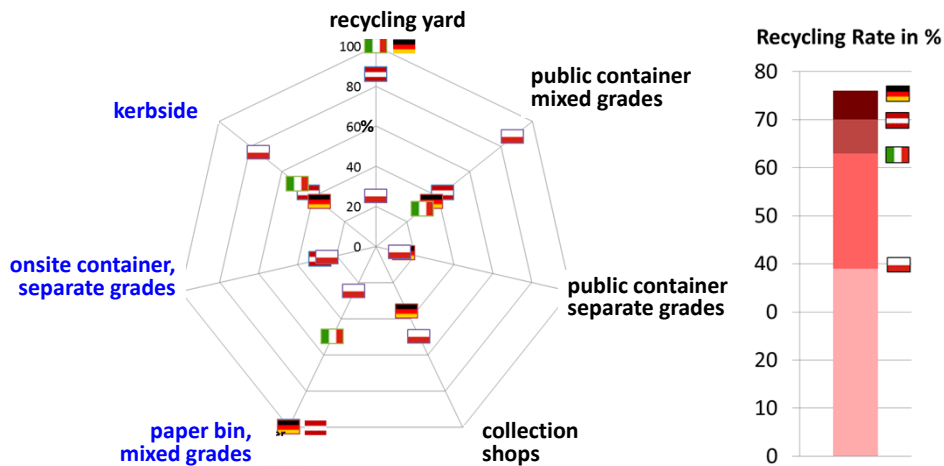 recycling yard
100
80
60
%
40
20
0
public container
mixed grades
kerbside
onsite container,
separate grades
public container
separate grades
paper bin,
mixed grades
collection
shops
Recycling Rate in %
80
70
60
50
40
0
20
10
0